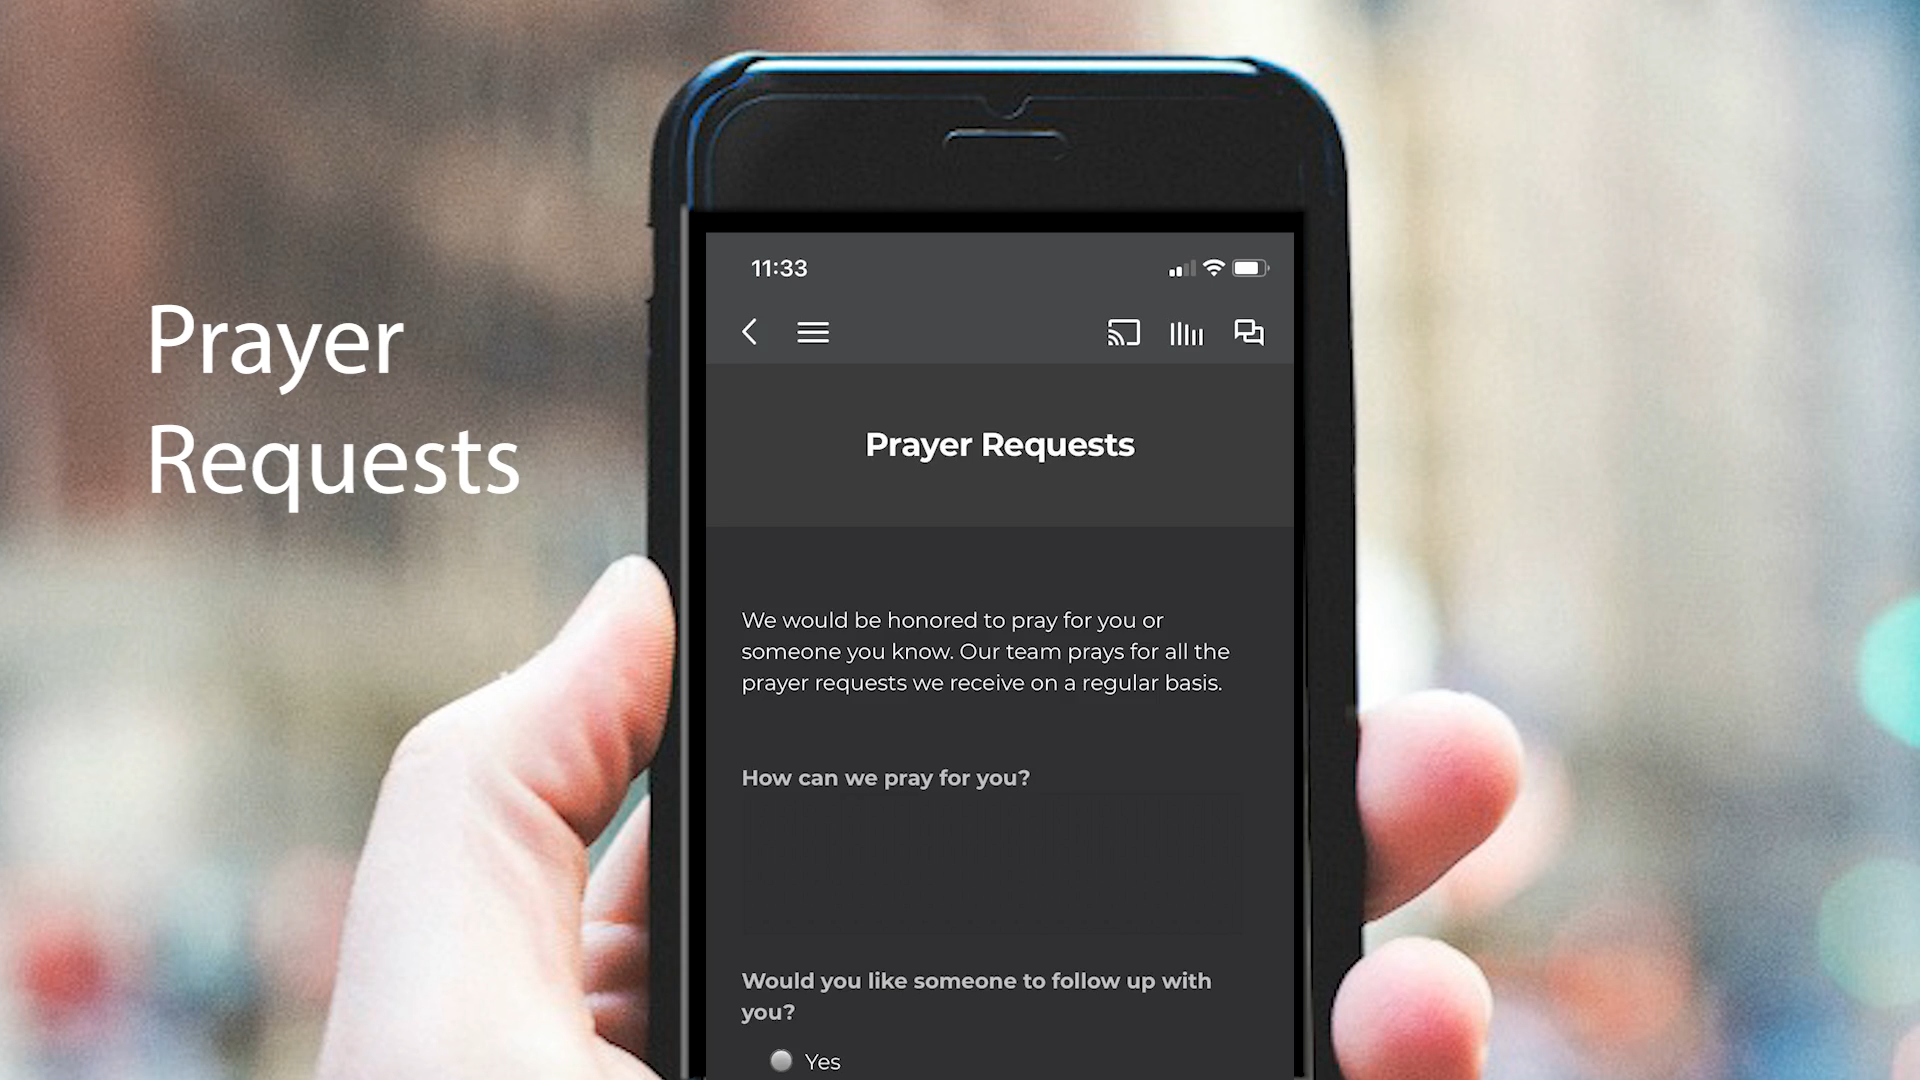 Prayer
Requests
11:33
Prayer Requests
We would be honored to pray for you or
someone you know. Our team prays for all the
prayer requests we receive on a regular basis.
How can we pray for you?
Would you like someone to follow up with
you?
Yes